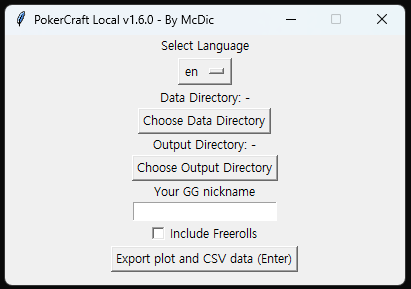 PokerCraft Local v1.6.0 - By McDic
Select Language
en
Data Directory: -
Choose Data Directory
Output Directory: -
Choose Output Directory
Your GG nickname
Include Freerolls
Export plot and CSV data (Enter)